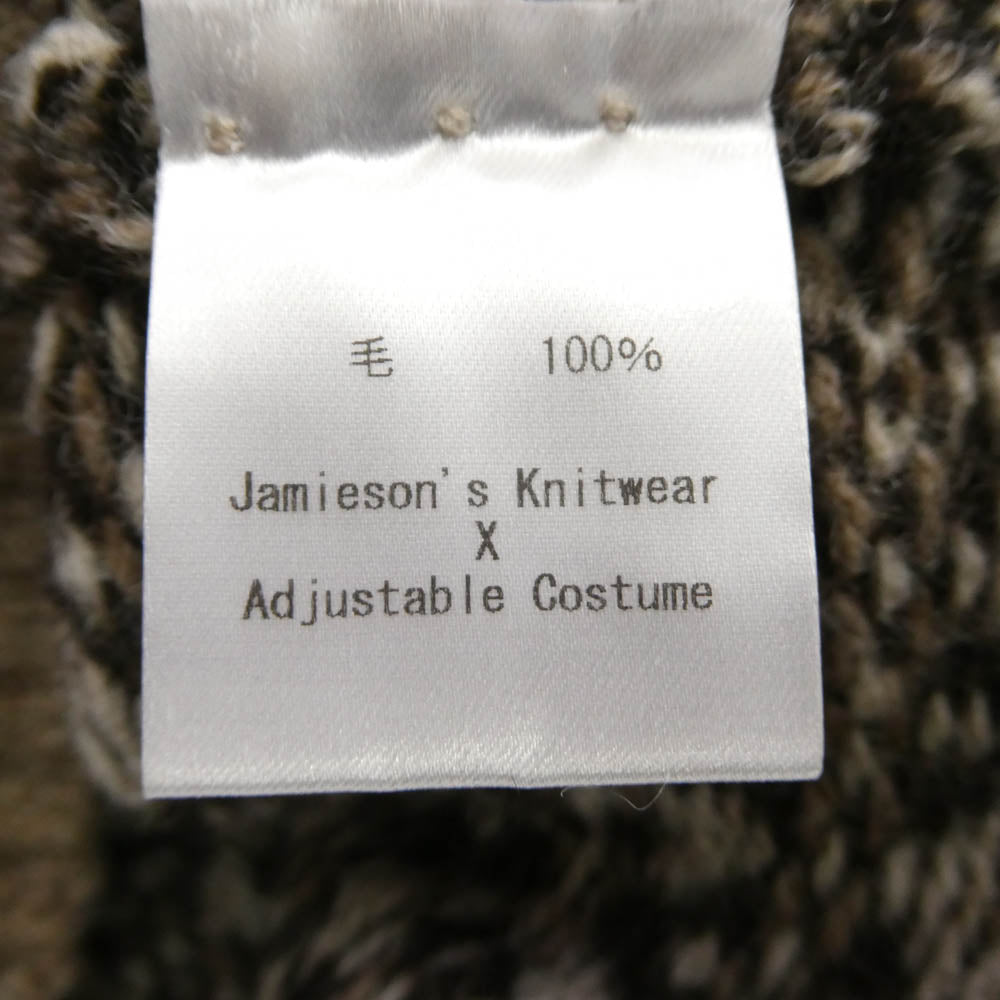 毛 100%
Jamieson's Knitwear
X
Adjustable Costume